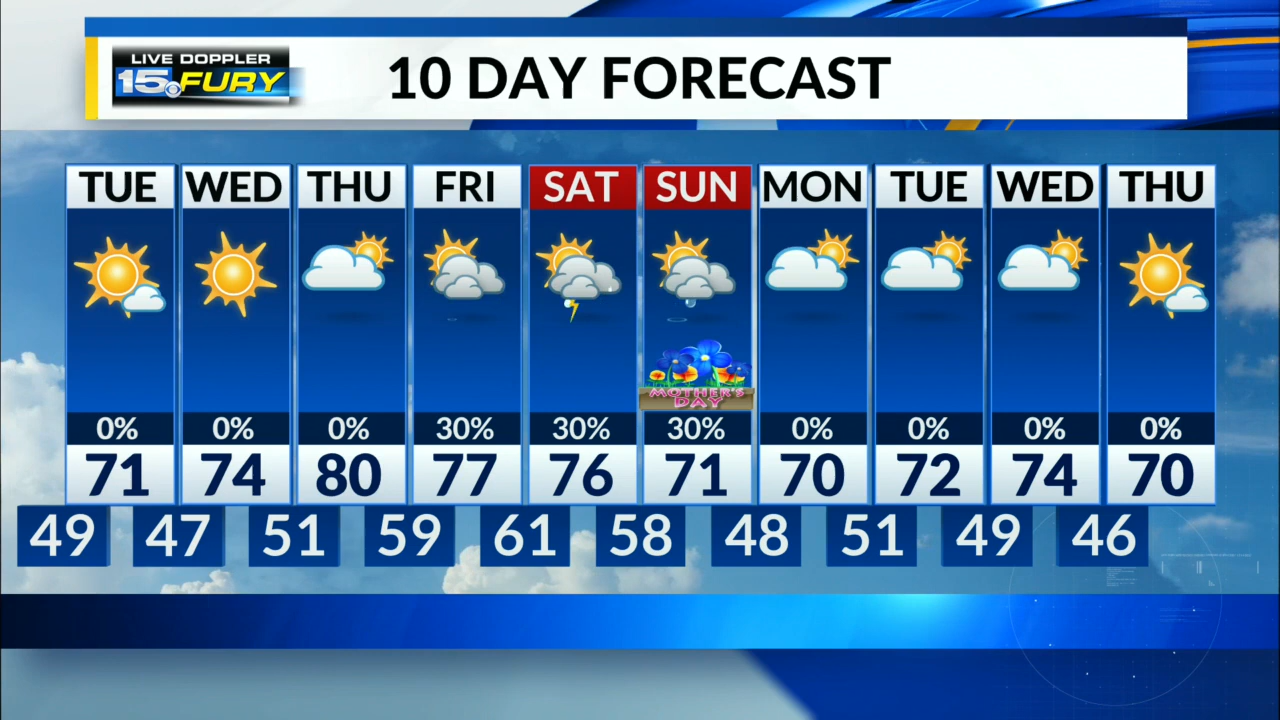 LIVE DOPPLER
15 FURY
10 DAY FORECAST
TUE WED THU FRI SAT SUN MON TUE WED THU
MOTHER'S
DAY
0% 0% 0% 30% 30% 30% 0% 0% 0% 0%
71 74 80 77 76 71 70 72 74 70
49 47 51 59 61 58 48 51 49 46